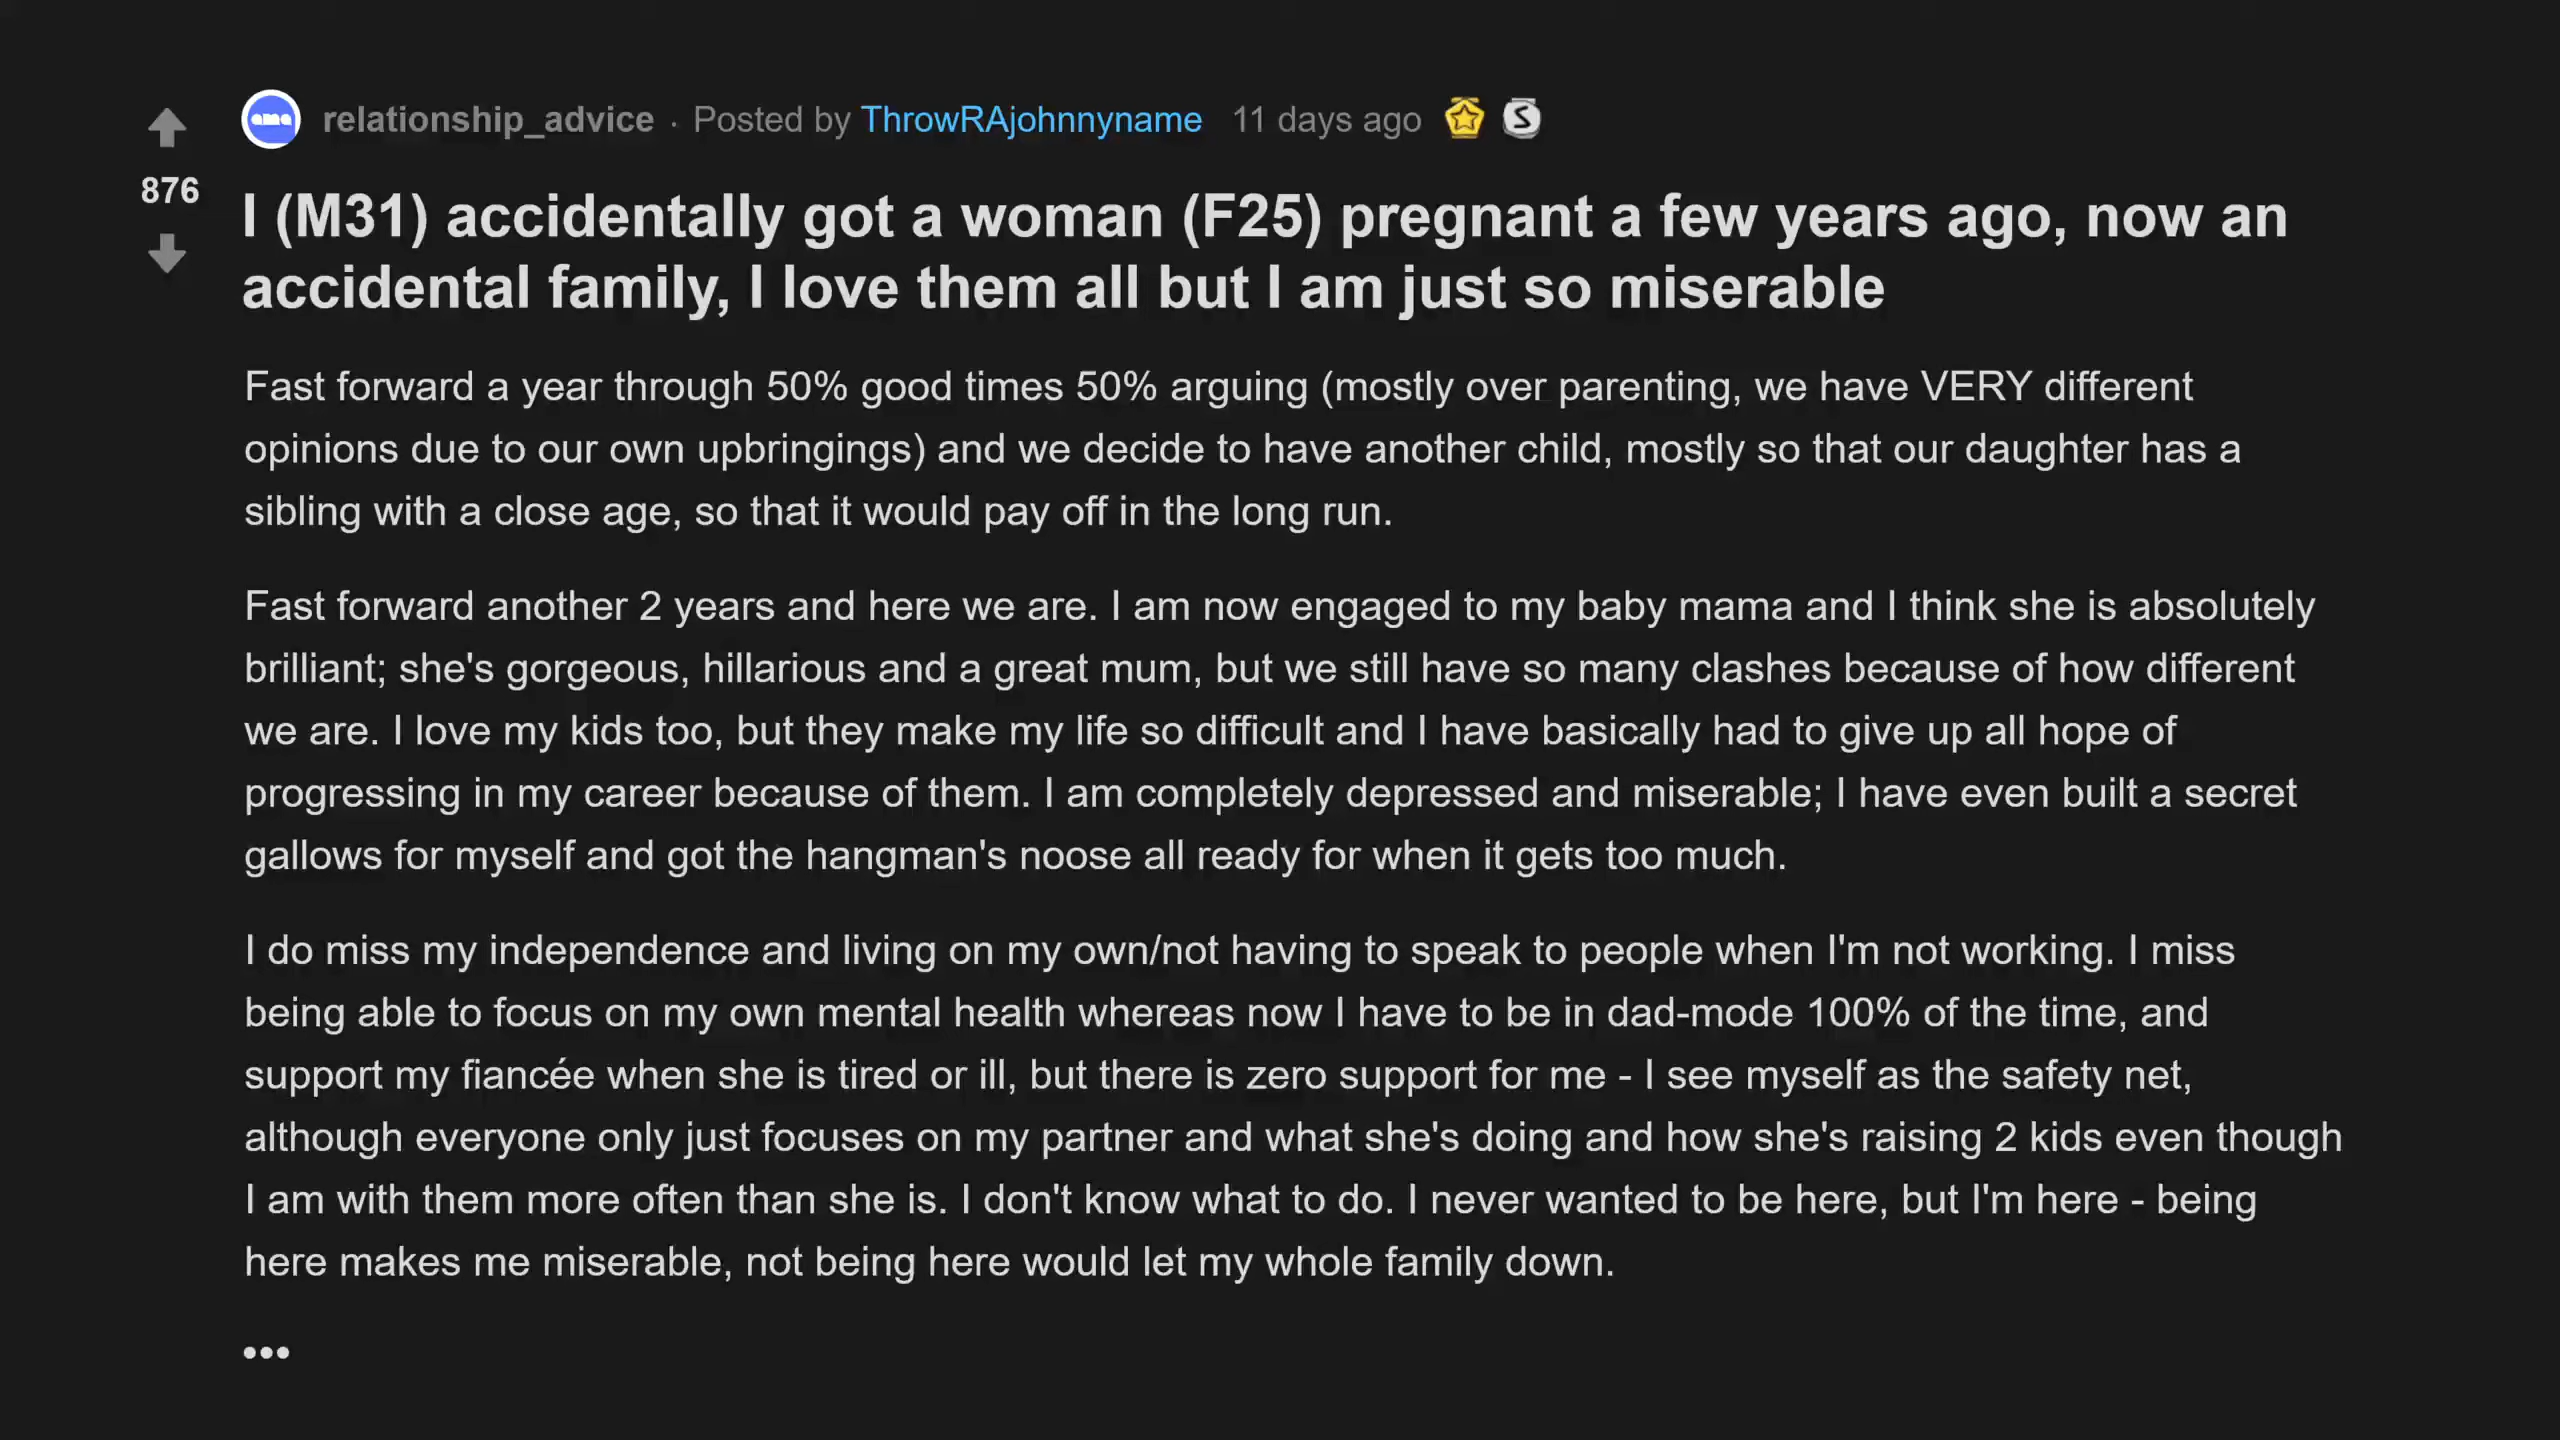 ama relationship_advice · Posted by ThrowRAjohnnyname 11 days ago S
876
I (M31) accidentally got a woman (F25) pregnant a few years ago, now an
accidental family, I love them all but I am just so miserable
Fast forward a year through 50% good times 50% arguing (mostly over parenting, we have VERY different
opinions due to our own upbringings) and we decide to have another child, mostly so that our daughter has a
sibling with a close age, so that it would pay off in the long run.
Fast forward another 2 years and here we are. I am now engaged to my baby mama and I think she is absolutely
brilliant; she's gorgeous, hillarious and a great mum, but we still have so many clashes because of how different
we are. I love my kids too, but they make my life so difficult and I have basically had to give up all hope of
progressing in my career because of them. I am completely depressed and miserable; I have even built a secret
gallows for myself and got the hangman's noose all ready for when it gets too much.
I do miss my independence and living on my own/not having to speak to people when I'm not working. I miss
being able to focus on my own mental health whereas now I have to be in dad-mode 100% of the time, and
support my fiancée when she is tired or ill, but there is zero support for me - I see myself as the safety net,
although everyone only just focuses on my partner and what she's doing and how she's raising 2 kids even though
I am with them more often than she is. I don't know what to do. I never wanted to be here, but I'm here - being
here makes me miserable, not being here would let my whole family down.
•••